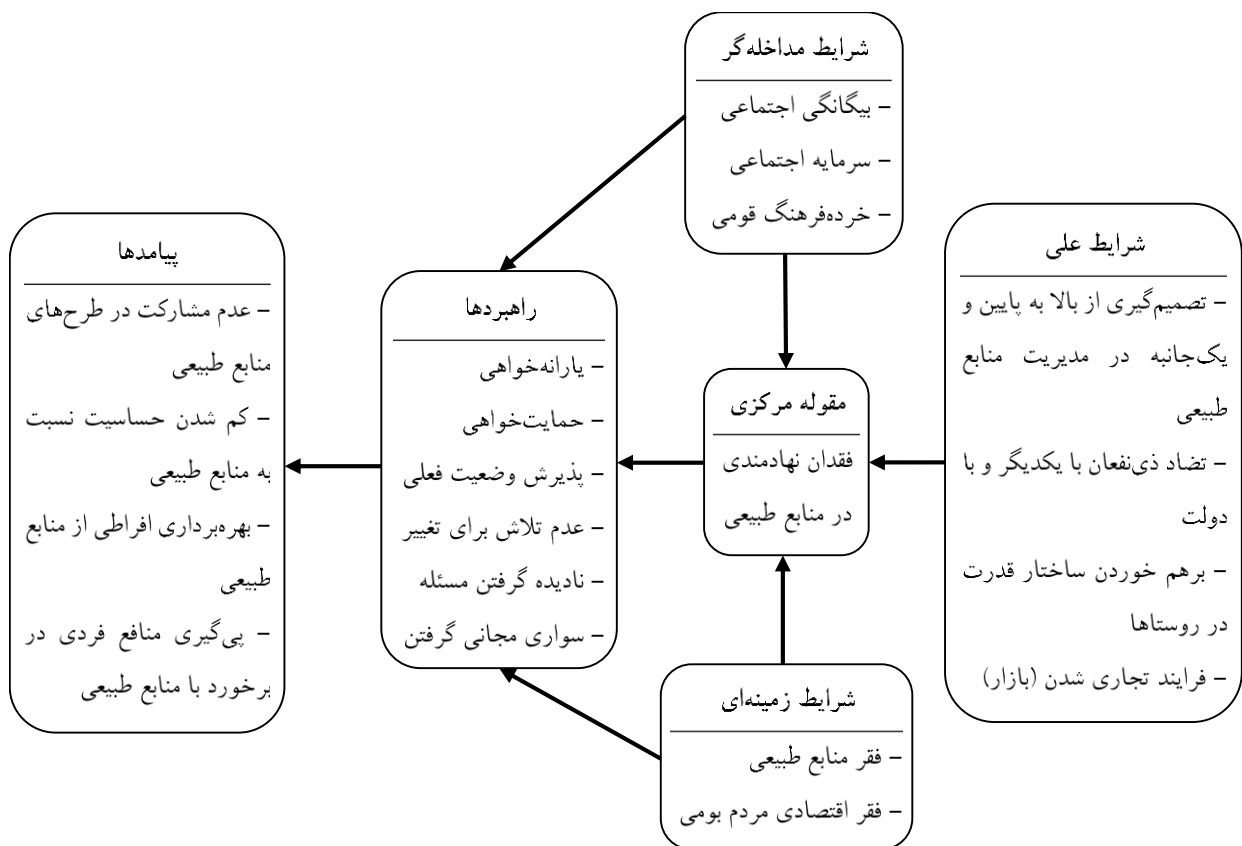 شرایط مداخله‌گر
– بیگانگی اجتماعی
– سرمایه اجتماعی
– خرده‌فرهنگ قومی
شرایط علی
– تصمیم‌گیری از بالا به پایین و
یک‌جانبه در مدیریت منابع
طبیعی
– تضاد ذی‌نفعان با یکدیگر و با
دولت
– برهم خوردن ساختار قدرت
در روستاها
– فرایند تجاری شدن (بازار)
مقوله مرکزی
فقدان نهادمندی
در منابع طبیعی
شرایط زمینه‌ای
– فقر منابع طبیعی
– فقر اقتصادی مردم بومی
راهبردها
– یارانه‌خواهی
– حمایت‌خواهی
– پذیرش وضعیت فعلی
– عدم تلاش برای تغییر
– نادیده گرفتن مسئله
– سواری مجانی گرفتن
پیامدها
– عدم مشارکت در طرح‌های
منابع طبیعی
– کم شدن حساسیت نسبت
به منابع طبیعی
– بهره‌برداری افراطی از منابع
طبیعی
– پی‌گیری منافع فردی در
برخورد با منابع طبیعی